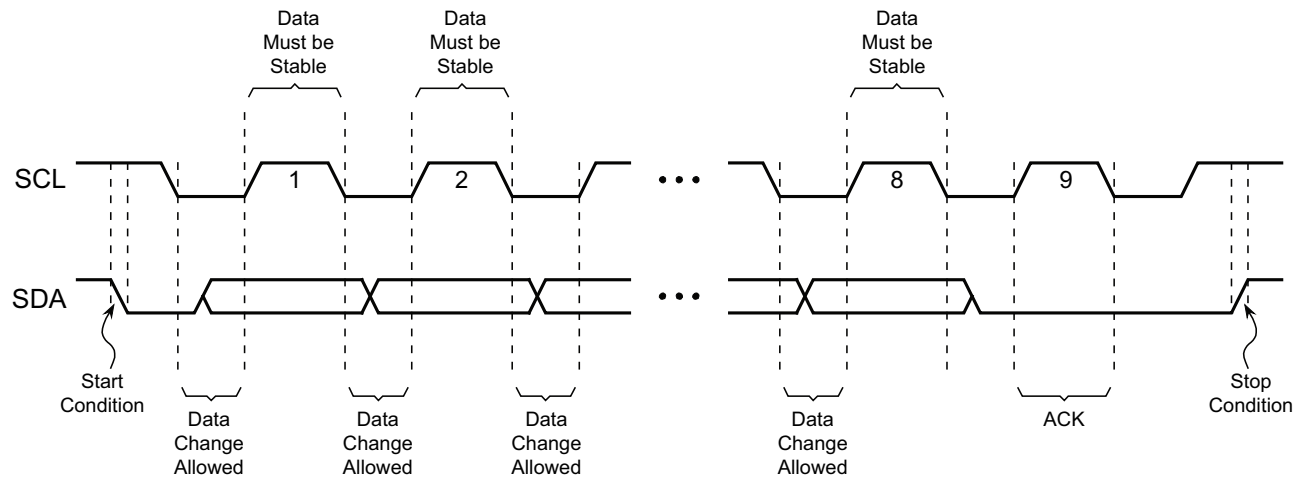 Data
Must be
Stable
Data
Must be
Stable
Data
Must be
Stable
SCL
1
2
8
9
SDA
Start
Condition
Data
Change
Allowed
Data
Change
Allowed
Data
Change
Allowed
Data
Change
Allowed
ACK
Stop
Condition